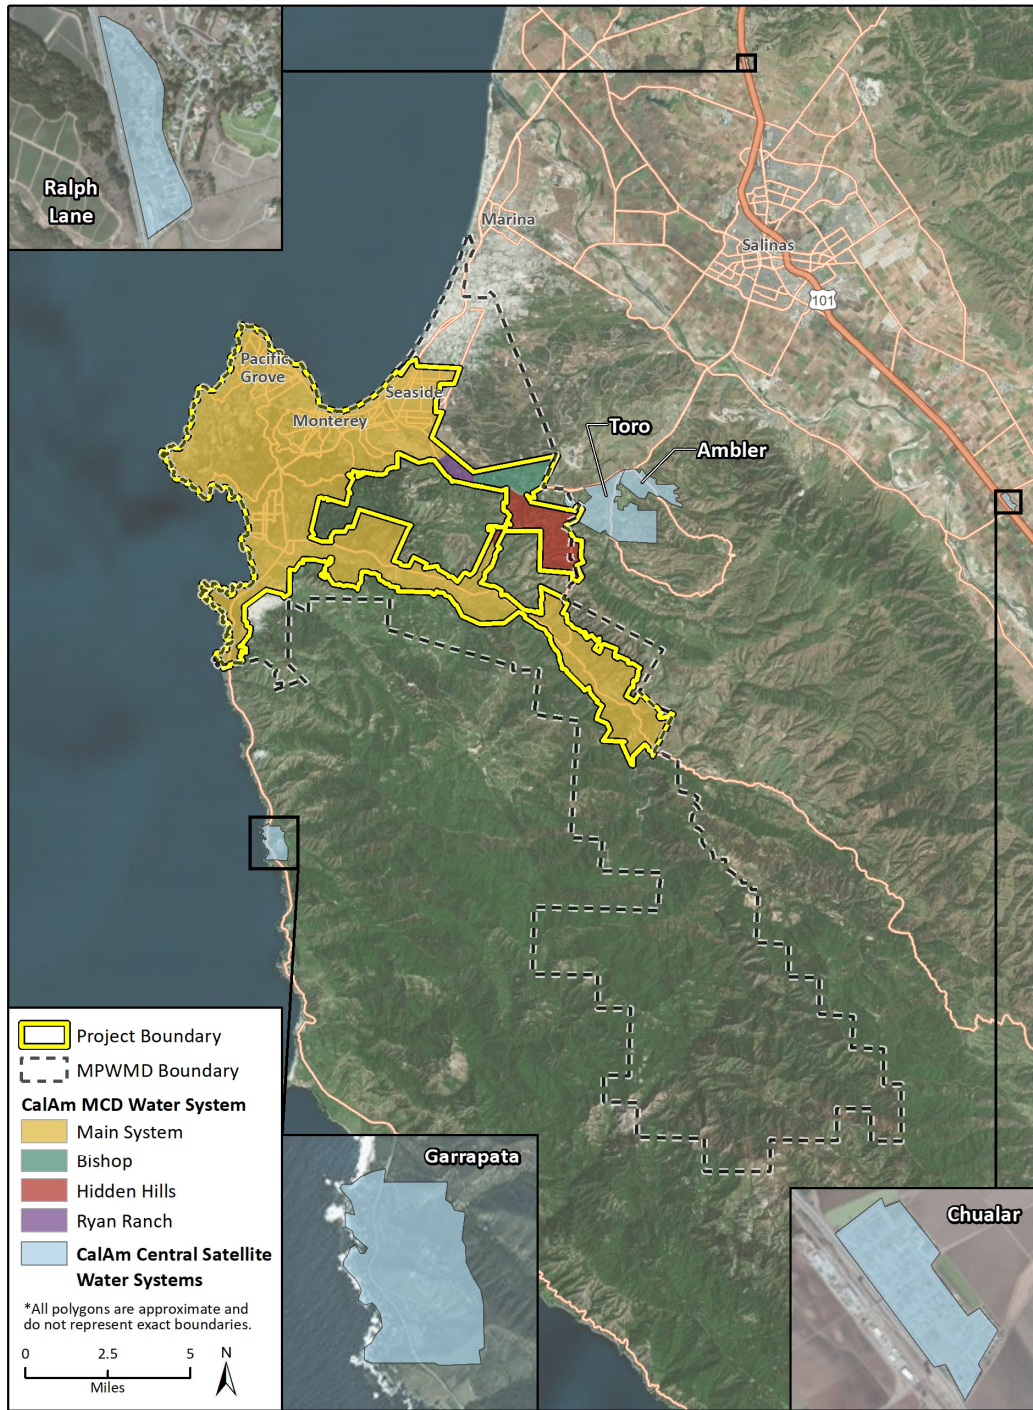 Ralph
Lane
Marina
Salinas
101
Pacific
Grove
Seaside
Monterey
Toro
Ambler
Project Boundary
MPWMD Boundary
CalAm MCD Water System
Main System
Bishop
Hidden Hills
Ryan Ranch
CalAm Central Satellite
Water Systems
*All polygons are approximate and
do not represent exact boundaries.
0 2.5 5
Miles
N
Garrapata
Chualar